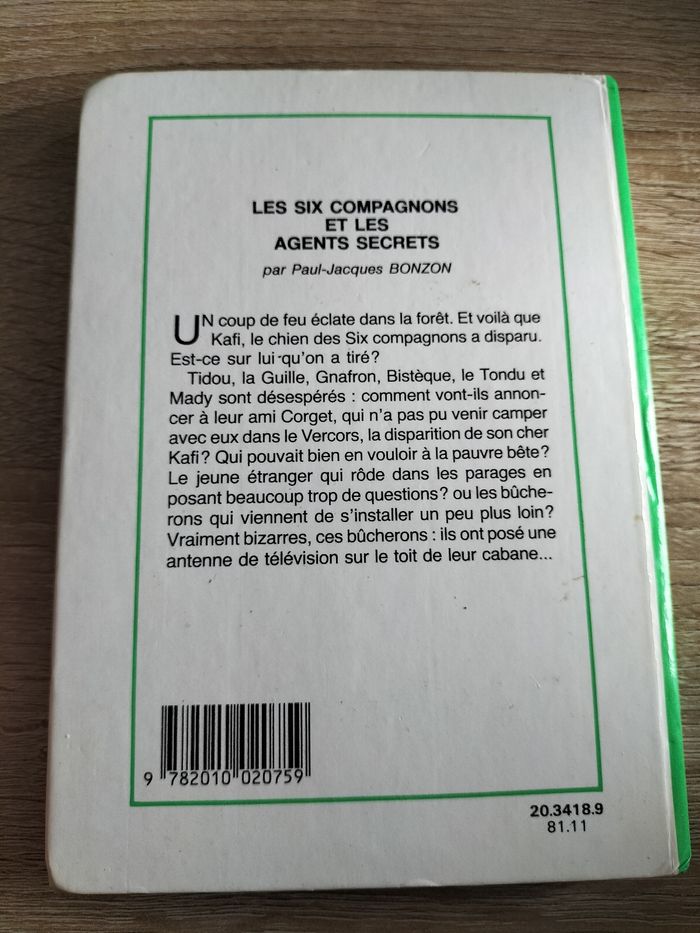 LES SIX COMPAGNONS
ET LES
AGENTS SECRETS
par Paul-Jacques BONZON
UN coup de feu éclate dans la forêt. Et voilà que
Kafi, le chien des Six compagnons a disparu.
Est-ce sur lui qu'on a tiré?
Tidou, la Guille, Gnafron, Bistèque, le Tondu et
Mady sont désespérés : comment vont-ils annon-
cer à leur ami Corget, qui n'a pas pu venir camper
avec eux dans le Vercors, la disparition de son cher
Kafi? Qui pouvait bien en vouloir à la pauvre bête?
Le jeune étranger qui rôde dans les parages en
posant beaucoup trop de questions? ou les bûche-
rons qui viennent de s'installer un peu plus loin?
Vraiment bizarres, ces bûcherons : ils ont posé une
antenne de télévision sur le toit de leur cabane...
9 782010 020759
20.3418.9
81.11